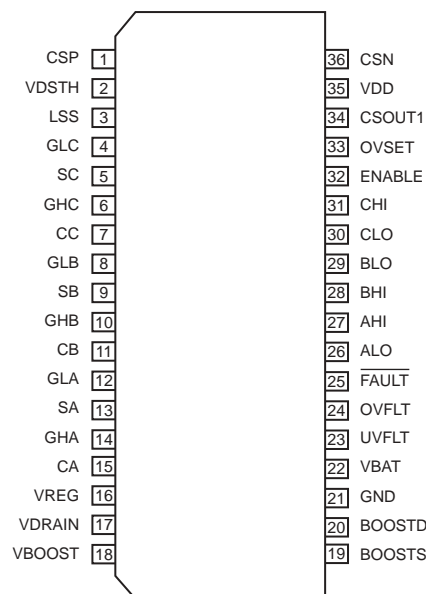 CSP 1 36 CSN
VDSTH 2 35 VDD
LSS 3 34 CSOUT1
GLC 4 33 OVSET
SC 5 32 ENABLE
GHC 6 31 CHI
CC 7 30 CLO
GLB 8 29 BLO
SB 9 28 BHI
GHB 10 27 AHI
CB 11 26 ALO
GLA 12 25 FAULT
SA 13 24 OVFLT
GHA 14 23 UVFLT
CA 15 22 VBAT
VREG 16 21 GND
VDRAIN 17 20 BOOSTD
VBOOST 18 19 BOOSTS